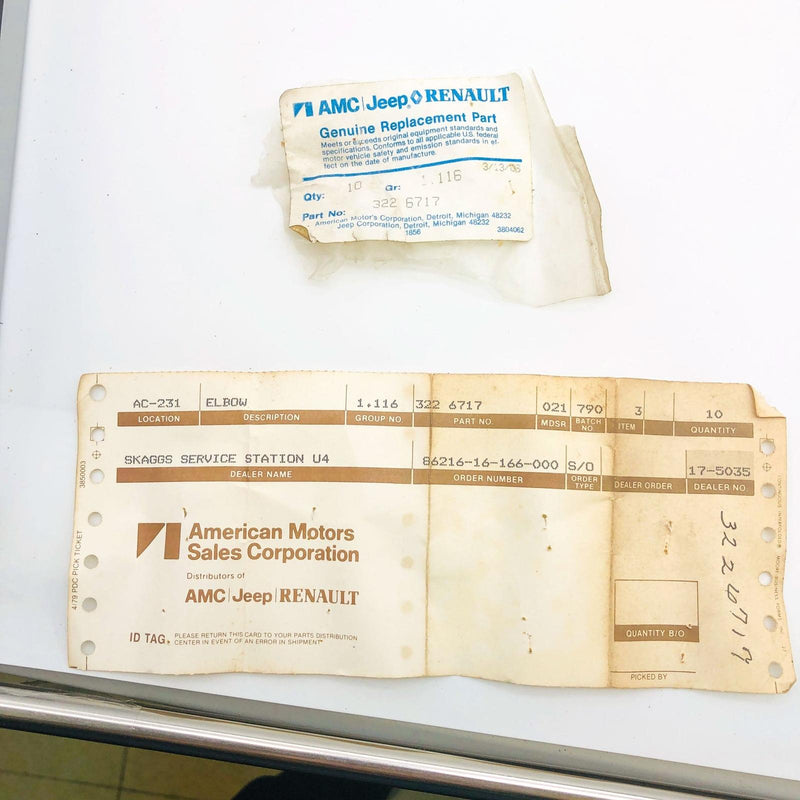 AMC Jeep RENAULT
Genuine Replacement Part
Meets or exceeds original equipment standards and
specifications. Conforms to all applicable U.S. federal
motor vehicle safety and emission standards in ef-
fect on the date of manufacture.
3/13/86
Qty: 10 Gr: 1.116
Part No: 322 6717
American Motors Corporation, Detroit, Michigan 48232
Jeep Corporation, Detroit, Michigan 48232
1856 3804062
AC-231 ELBOW 1.116 322 6717 021 790 3 10
LOCATION DESCRIPTION GROUP NO. PART NO. MDSR BATCH NO. ITEM QUANTITY
SKAGGS SERVICE STATION U4 86216-16-166-000 S/O 17-5035
DEALER NAME ORDER NUMBER ORDER TYPE DEALER ORDER DEALER NO.
American Motors
Sales Corporation
Distributors of
AMC Jeep RENAULT
ID TAG. PLEASE RETURN THIS CARD TO YOUR PARTS DISTRIBUTION
CENTER IN EVENT OF AN ERROR IN SHIPMENT
QUANTITY B/O
PICKED BY
3226717
3850003
4/79 PDC PICK TICKET